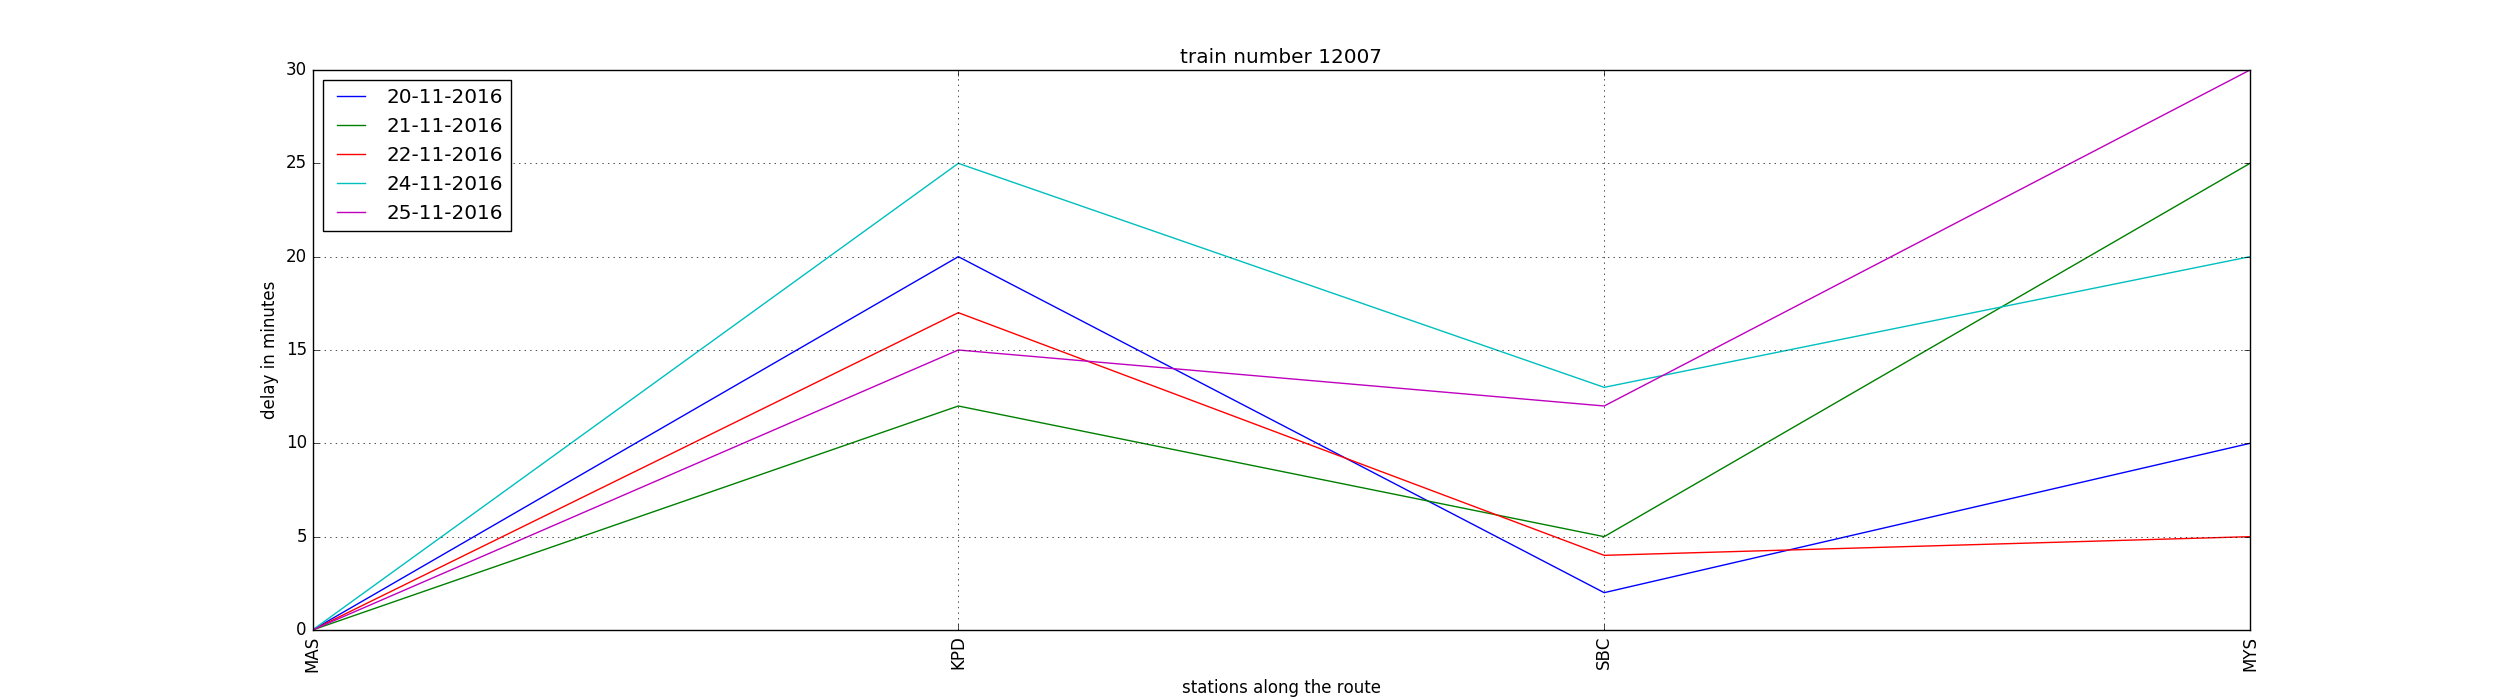 train number 12007
30
25
20
15
10
5
0
delay in minutes
20-11-2016
21-11-2016
22-11-2016
24-11-2016
25-11-2016
MAS
KPD
SBC
MYS
stations along the route